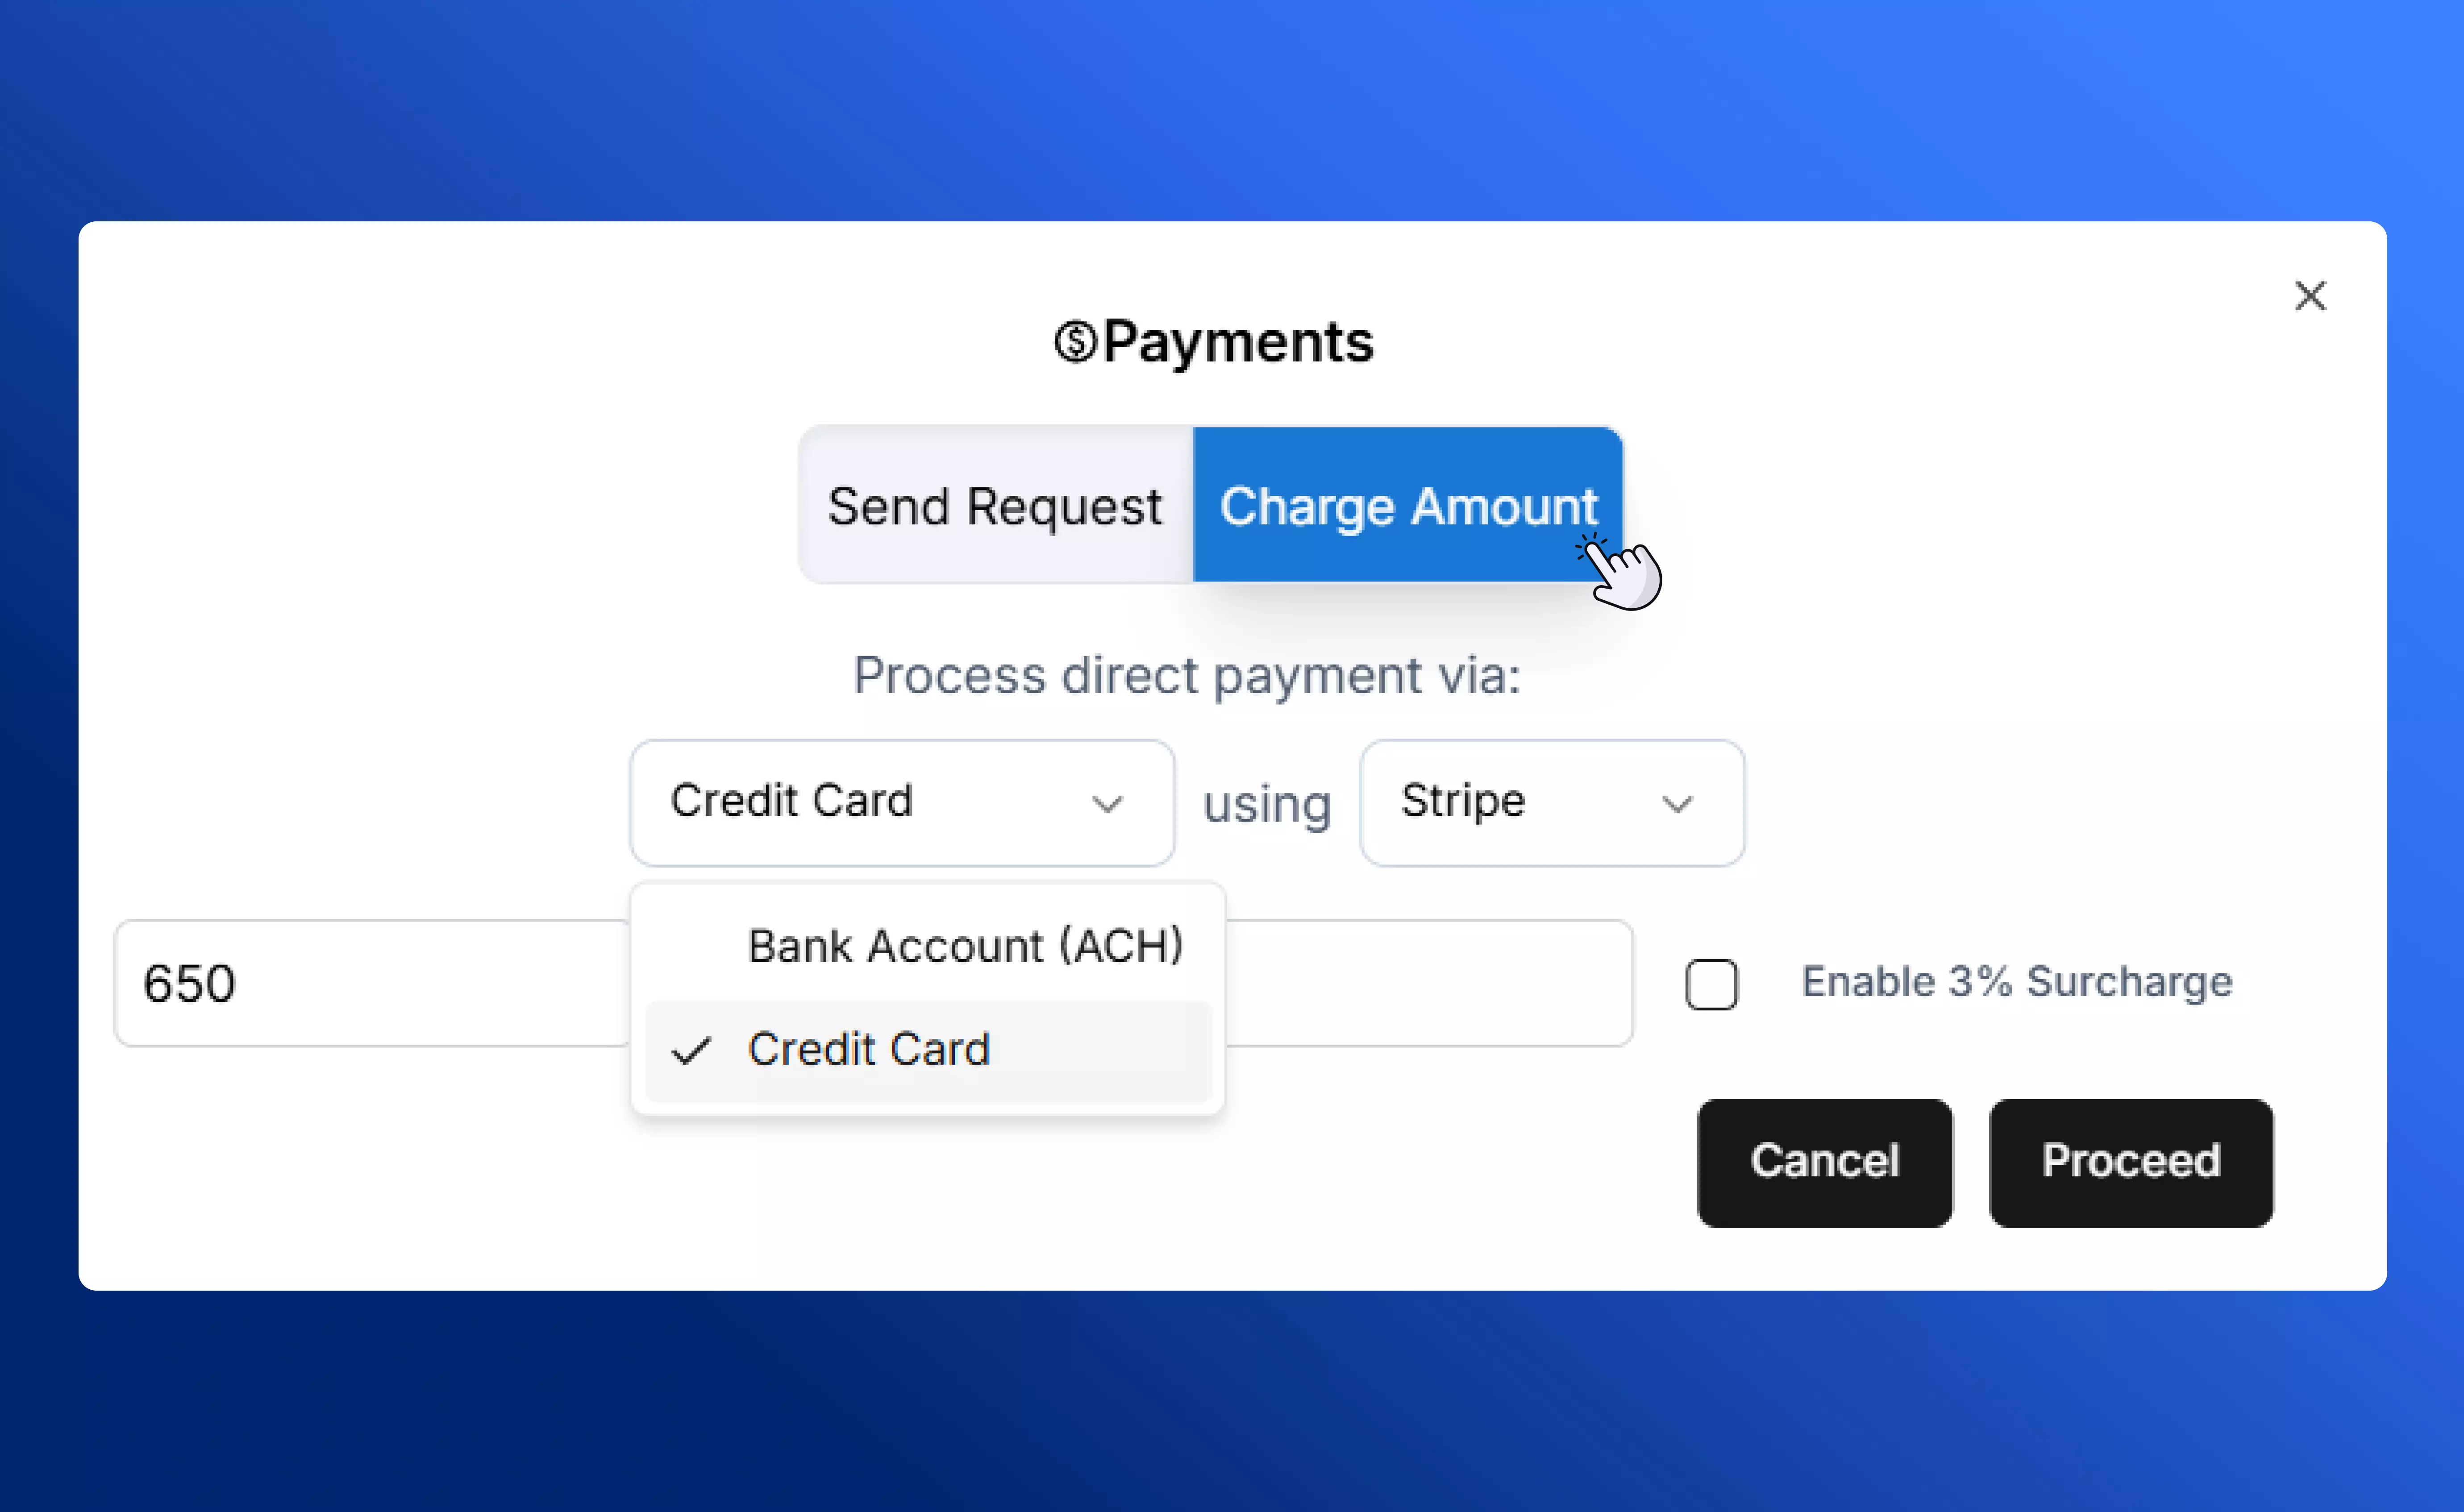 Payments
Send Request Charge Amount
Process direct payment via:
Credit Card using Stripe
Bank Account (ACH)
650 Enable 3% Surcharge
Credit Card
Cancel Proceed